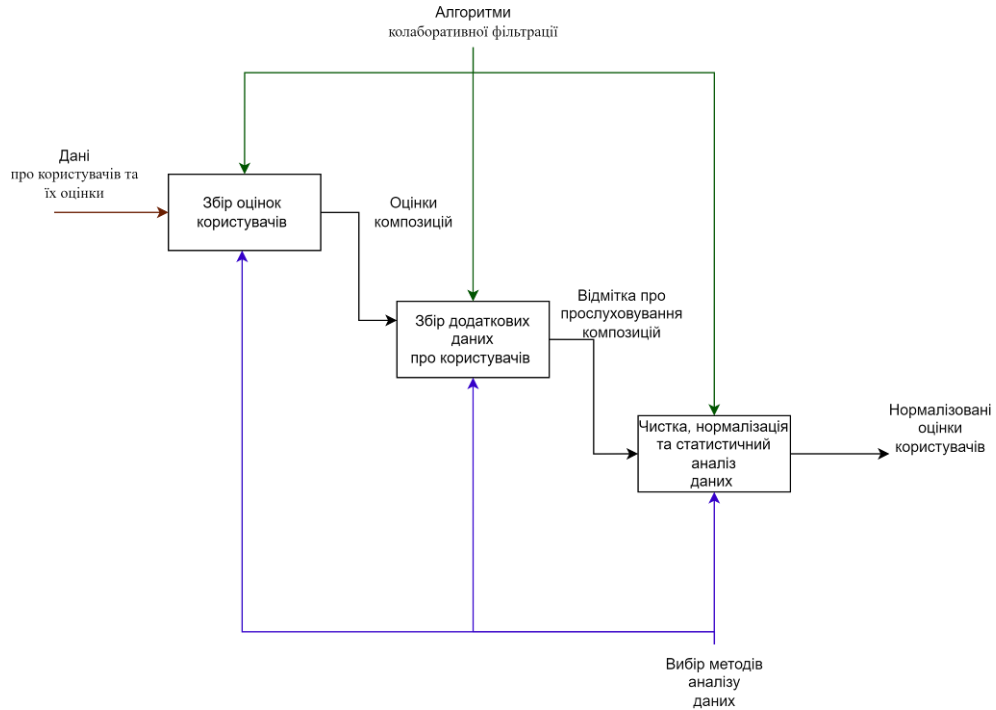 Алгоритми
колаборативної фільтрації
Дані
про користувачів та
їх оцінки
Збір оцінок
користувачів
Оцінки
композицій
Збір додаткових
даних
про користувачів
Відмітка про
прослуховування
композицій
Чистка, нормалізація
та статистичний
аналіз
даних
Нормалізовані
оцінки
користувачів
Вибір методів
аналізу
даних